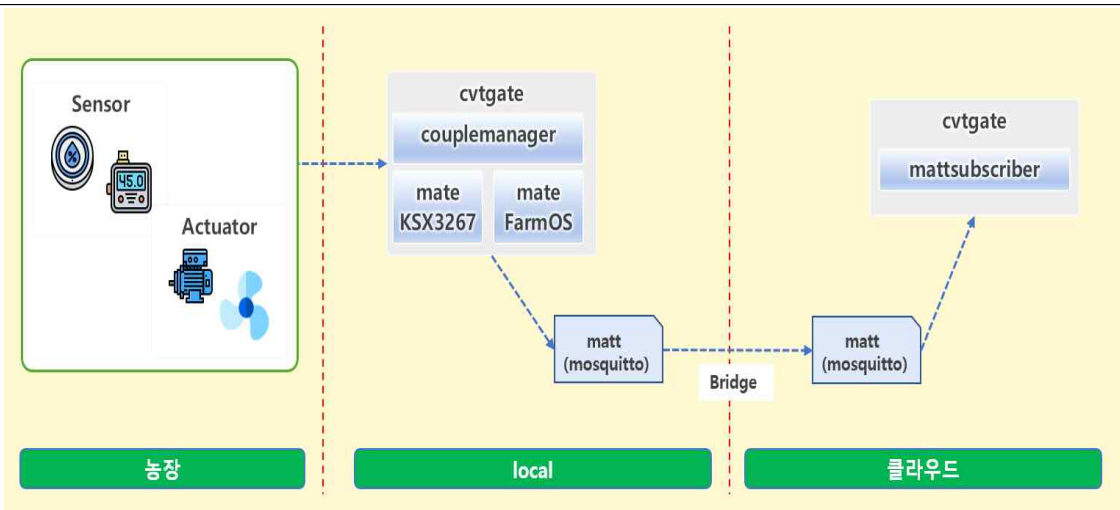 Sensor
45.0
Actuator
cvtgate
couplemanager
mate
KSX3267
mate
FarmOS
matt
(mosquitto)
Bridge
matt
(mosquitto)
cvtgate
mattsubscriber
농장
local
클라우드